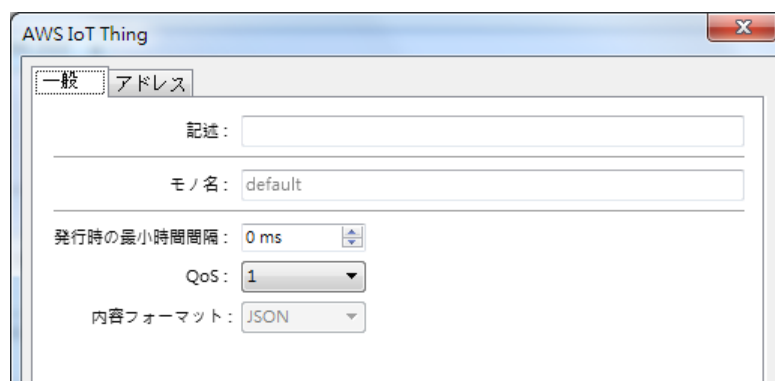 AWS IoT Thing
一般 アドレス
記述：
モノ名： default
発行時の最小時間間隔： 0 ms
QoS： 1
内容フォーマット： JSON